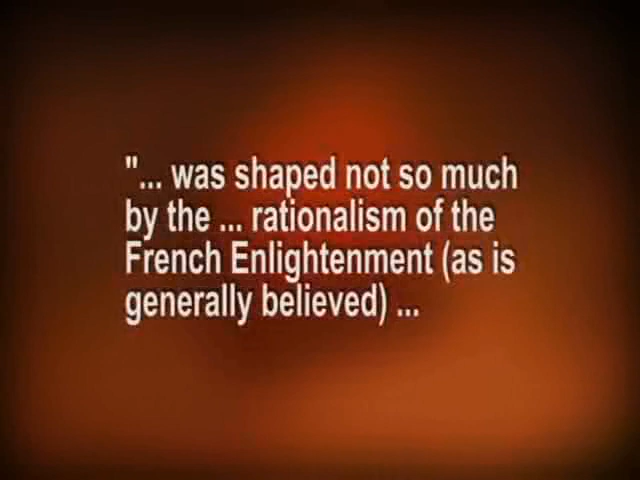 "... was shaped not so much
by the ... rationalism of the
French Enlightenment (as is
generally believed) ...